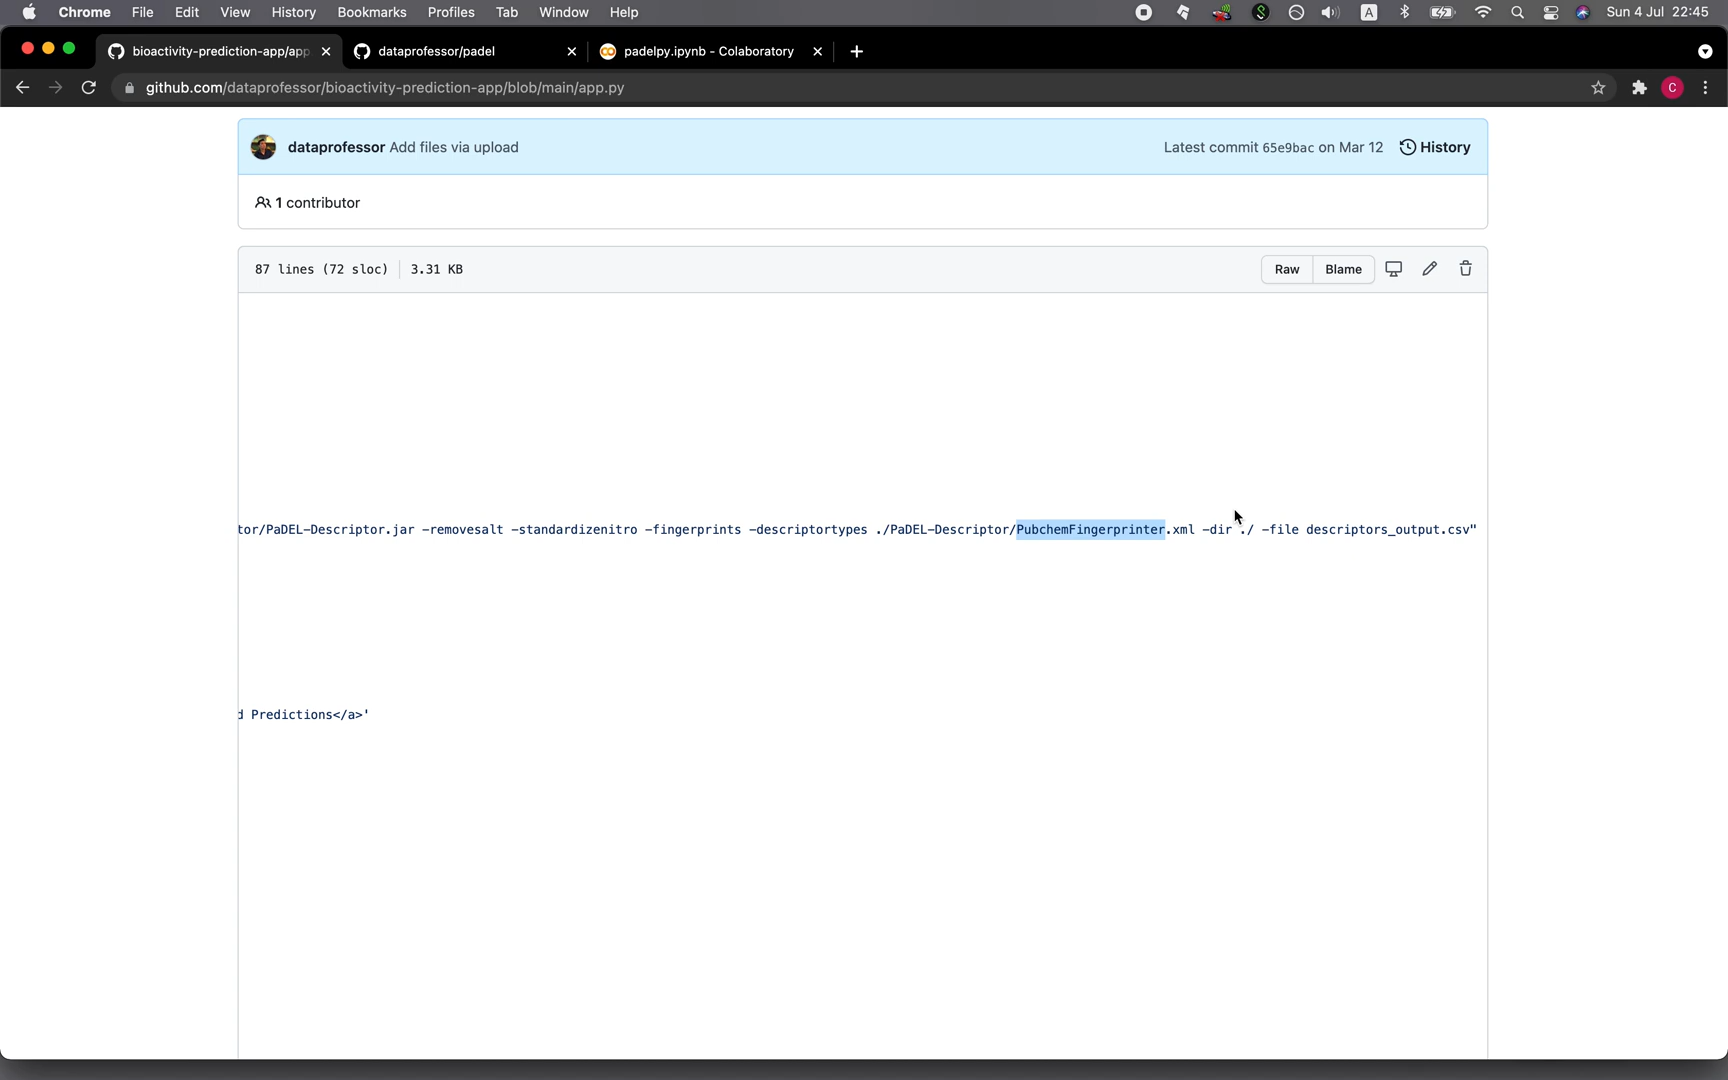 Chrome File Edit View History Bookmarks Profiles Tab Window Help A Sun 4 Jul 22:45
bioactivity-prediction-app/app dataprofessor/padel padelpy.ipynb - Colaboratory
github.com/dataprofessor/bioactivity-prediction-app/blob/main/app.py C
dataprofessor Add files via upload Latest commit 65e9bac on Mar 12 History
1 contributor
87 lines (72 sloc) 3.31 KB Raw Blame
tor/PaDEL-Descriptor.jar -removesalt -standardizenitro -fingerprints -descriptortypes ./PaDEL-Descriptor/PubchemFingerprinter.xml -dir ./ -file descriptors_output.csv"
d Predictions</a>'